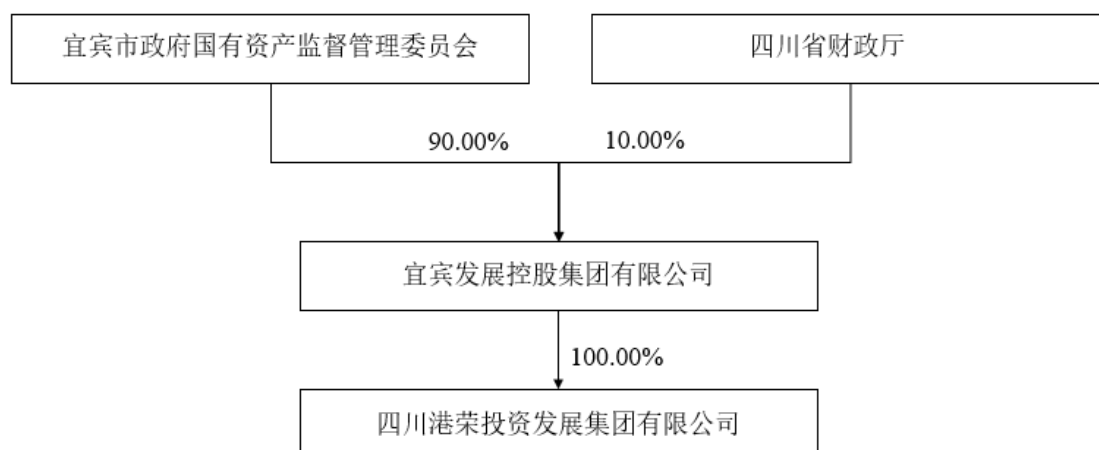 宜宾市政府国有资产监督管理委员会
四川省财政厅
90.00%
10.00%
宜宾发展控股集团有限公司
100.00%
四川港荣投资发展集团有限公司